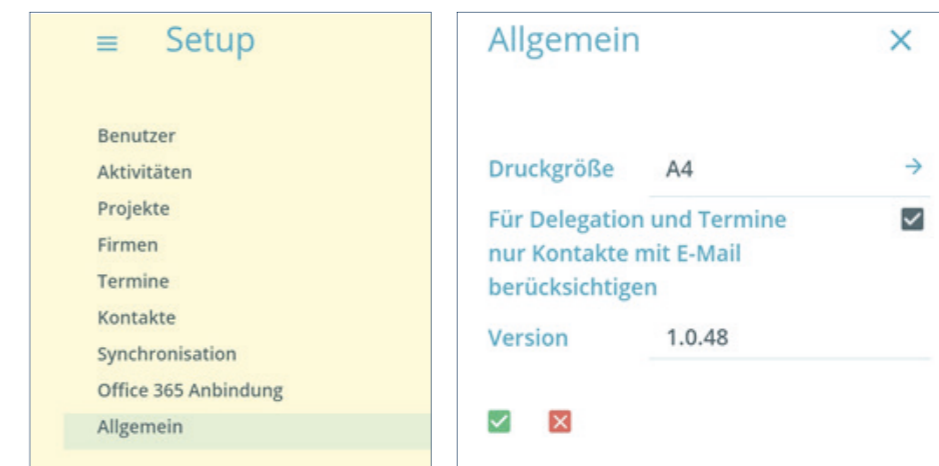 Setup
Benutzer
Aktivitäten
Projekte
Firmen
Termine
Kontakte
Synchronisation
Office 365 Anbindung
Allgemein
Allgemein
Druckgröße A4
Für Delegation und Termine
nur Kontakte mit E-Mail
berücksichtigen
Version 1.0.48